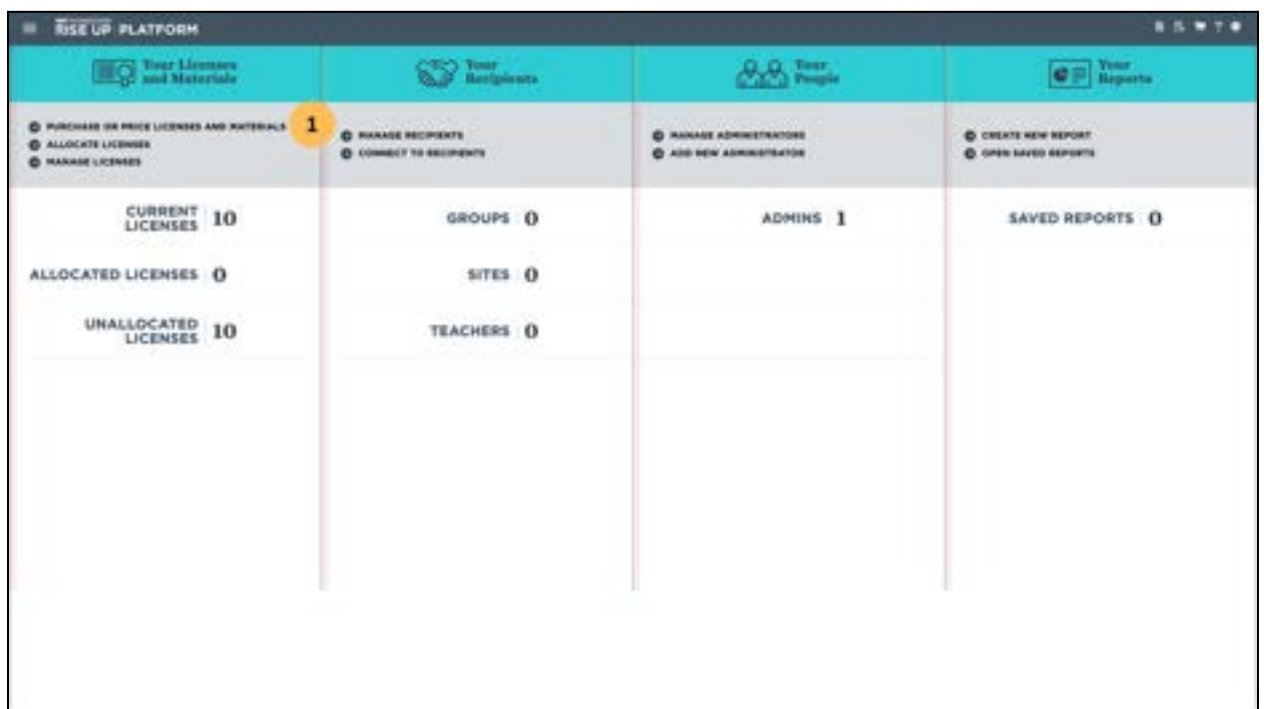 RISE UP PLATFORM
Your Licenses
and Materials
Your
Recipients
Your
People
Your
Reports
PURCHASE OR PRICE LICENSES AND MATERIALS
ALLOCATE LICENSES
MANAGE LICENSES
1
MANAGE RECIPIENTS
CONNECT TO RECIPIENTS
MANAGE ADMINISTRATORS
ADD NEW ADMINISTRATOR
CREATE NEW REPORT
OPEN SAVED REPORTS
CURRENT
LICENSES 10
GROUPS 0
ADMINS 1
SAVED REPORTS 0
ALLOCATED LICENSES 0
SITES 0
UNALLOCATED
LICENSES 10
TEACHERS 0